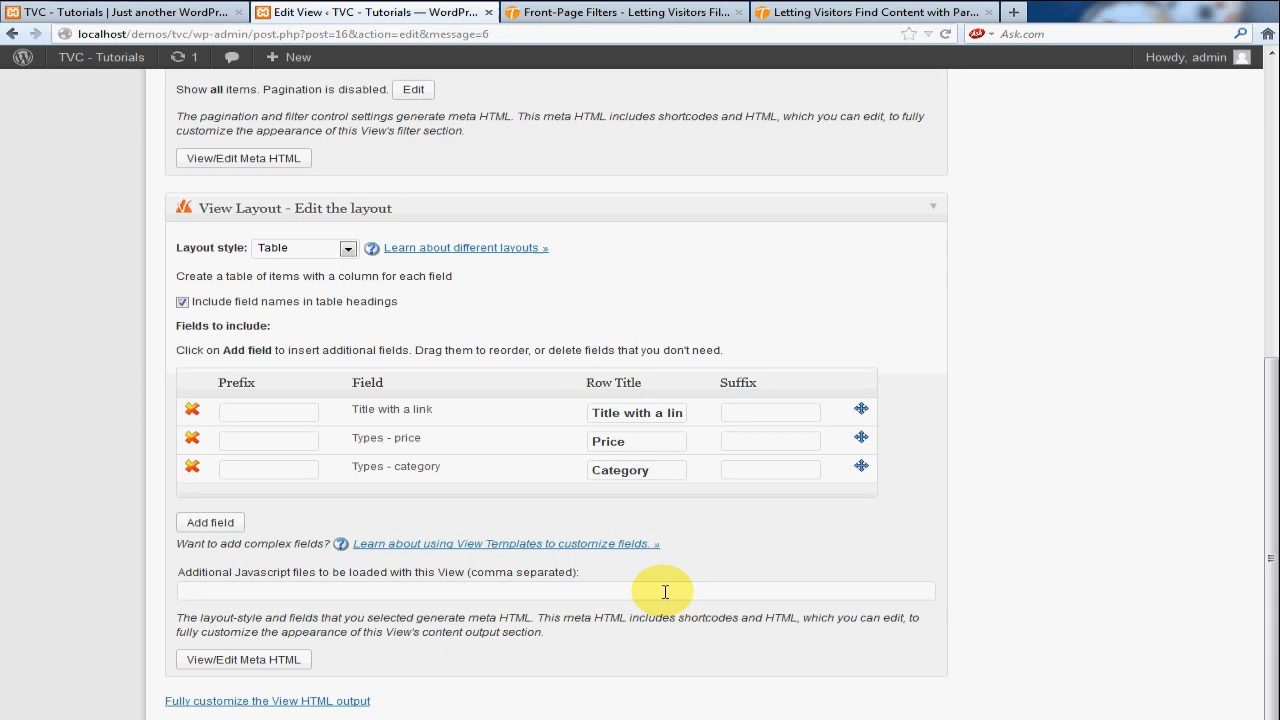 TVC - Tutorials | Just another WordPr...
Edit View ‹ TVC - Tutorials — WordPr...
Front-Page Filters - Letting Visitors Fil...
Letting Visitors Find Content with Par...
localhost/demos/tvc/wp-admin/post.php?post=16&action=edit&message=6
Ask.com
TVC - Tutorials
1
New
Howdy, admin
Show all items. Pagination is disabled.
Edit
The pagination and filter control settings generate meta HTML. This meta HTML includes shortcodes and HTML, which you can edit, to fully
customize the appearance of this View's filter section.
View/Edit Meta HTML
View Layout - Edit the layout
Layout style: Table Learn about different layouts »
Create a table of items with a column for each field
Include field names in table headings
Fields to include:
Click on Add field to insert additional fields. Drag them to reorder, or delete fields that you don't need.
Prefix Field Row Title Suffix
Title with a link Title with a lin
Types - price Price
Types - category Category
Add field
Want to add complex fields? Learn about using View Templates to customize fields. »
Additional Javascript files to be loaded with this View (comma separated):
The layout-style and fields that you selected generate meta HTML. This meta HTML includes shortcodes and HTML, which you can edit, to
fully customize the appearance of this View's content output section.
View/Edit Meta HTML
Fully customize the View HTML output